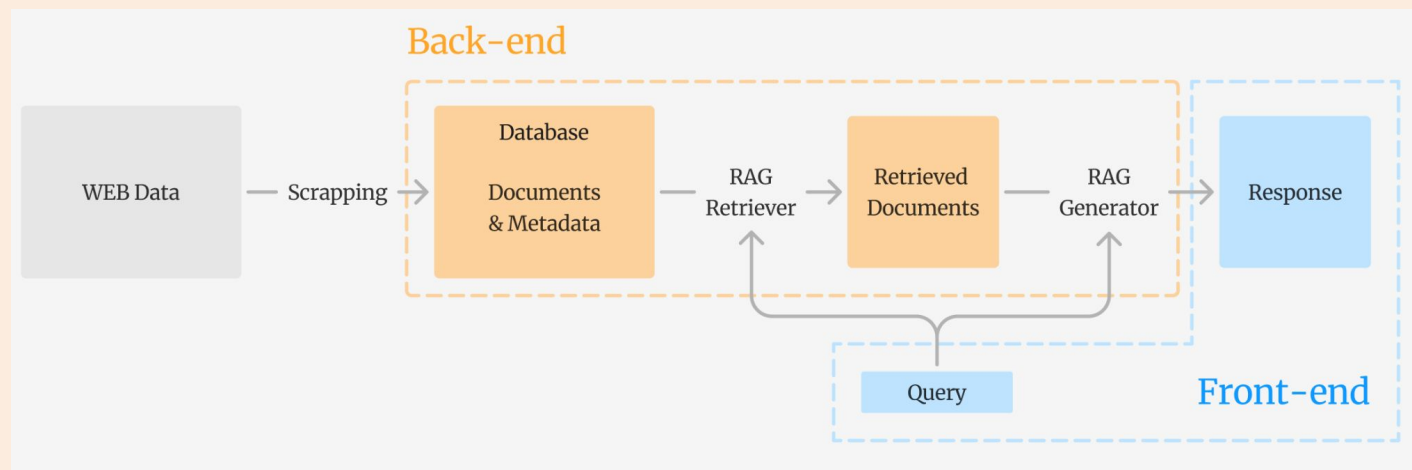 Back-end
WEB Data
Scrapping
Database
Documents
& Metadata
RAG
Retriever
Retrieved
Documents
RAG
Generator
Response
Query
Front-end